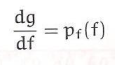 dg/df = p_f(f)